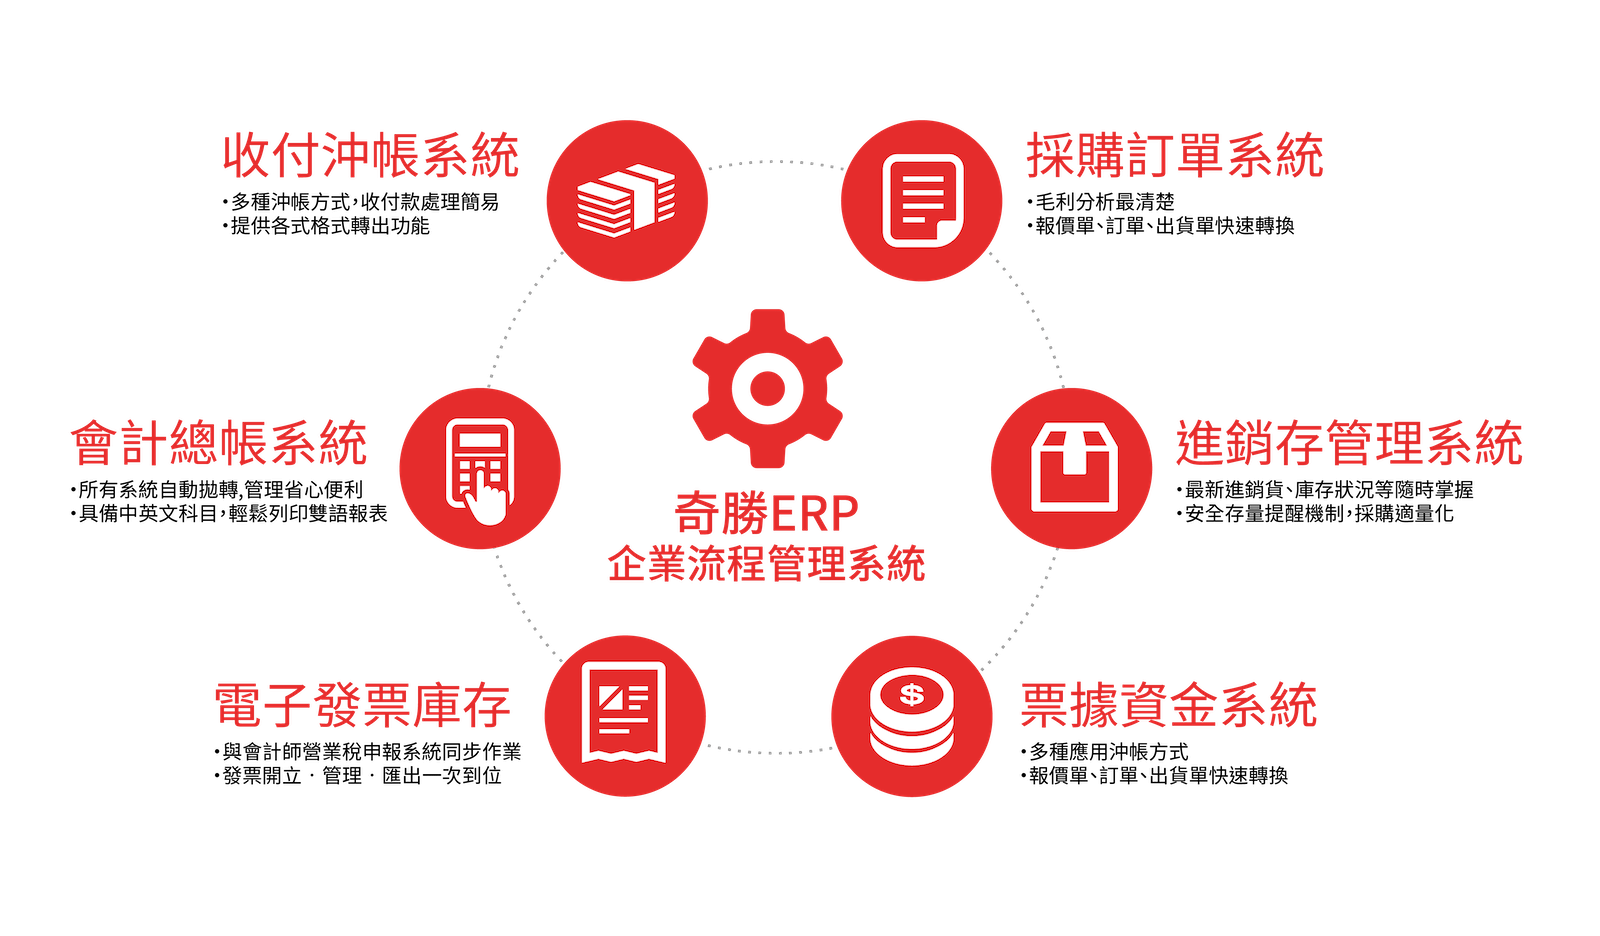 收付沖帳系統
•多種沖帳方式，收付款處理簡易
•提供各式格式轉出功能
採購訂單系統
•毛利分析最清楚
•報價單、訂單、出貨單快速轉換
會計總帳系統
•所有系統自動拋轉,管理省心便利
•具備中英文科目，輕鬆列印雙語報表
進銷存管理系統
•最新進銷貨、庫存狀況等隨時掌握
•安全存量提醒機制，採購適量化
奇勝ERP
企業流程管理系統
電子發票庫存
•與會計師營業稅申報系統同步作業
•發票開立．管理．匯出一次到位
票據資金系統
•多種應用沖帳方式
•報價單、訂單、出貨單快速轉換
$